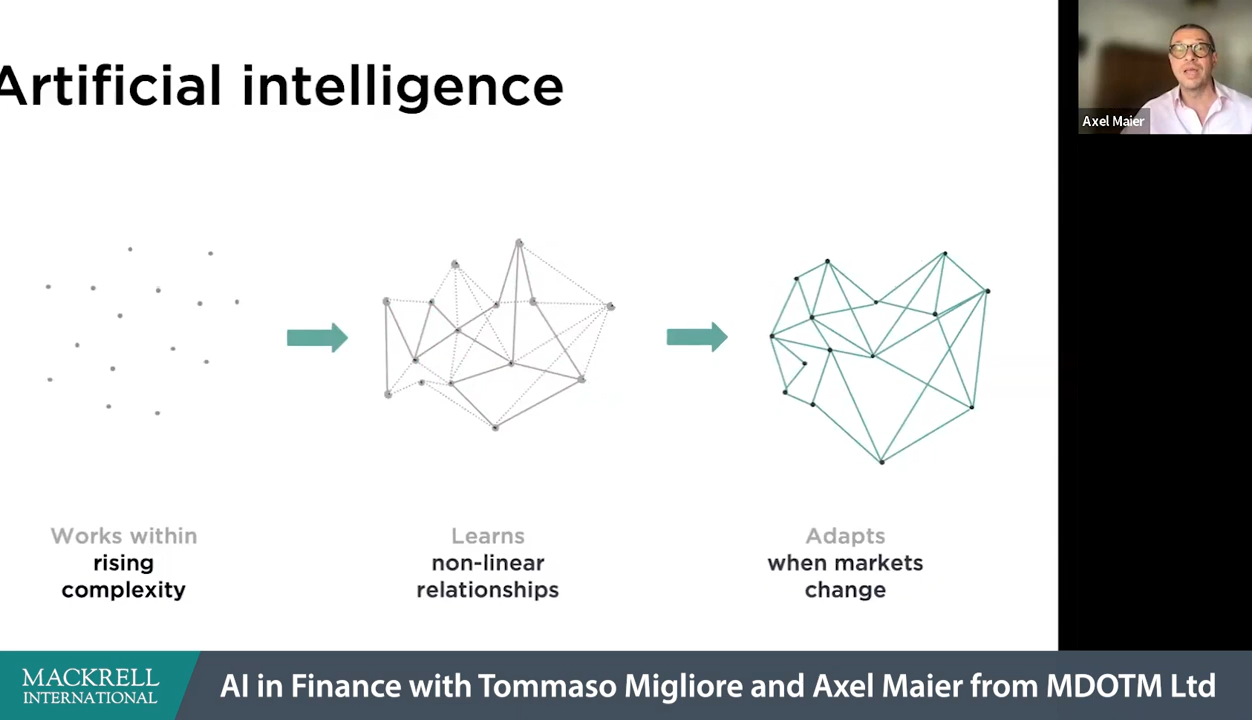 Artificial intelligence
Axel Maier
Works within
rising
complexity
Learns
non-linear
relationships
Adapts
when markets
change
MACKRELL
INTERNATIONAL
AI in Finance with Tommaso Migliore and Axel Maier from MDOTM Ltd